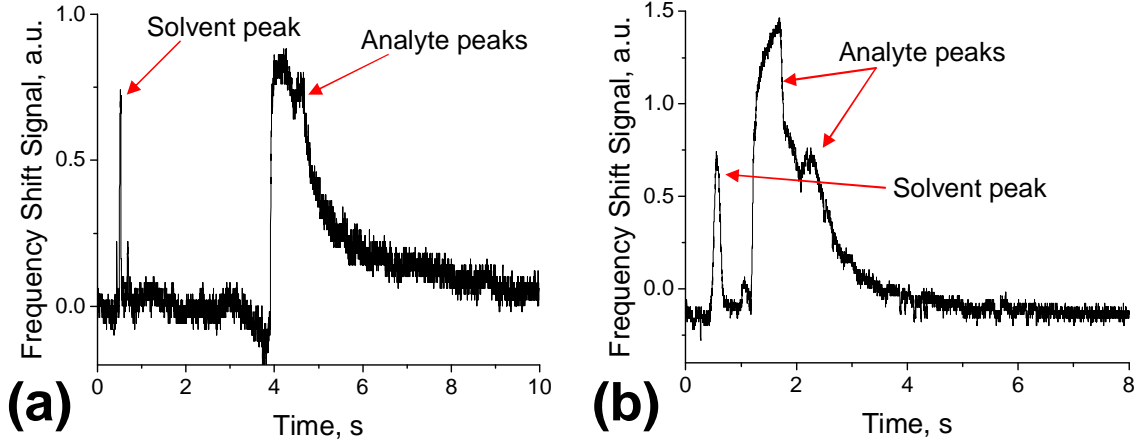 Solvent peak
Analyte peaks
Frequency Shift Signal, a.u.
1.0
0.5
0.0
0 2 4 6 8 10
Time, s
(a)
Analyte peaks
Solvent peak
Frequency Shift Signal, a.u.
1.5
1.0
0.5
0.0
0 2 4 6 8
Time, s
(b)